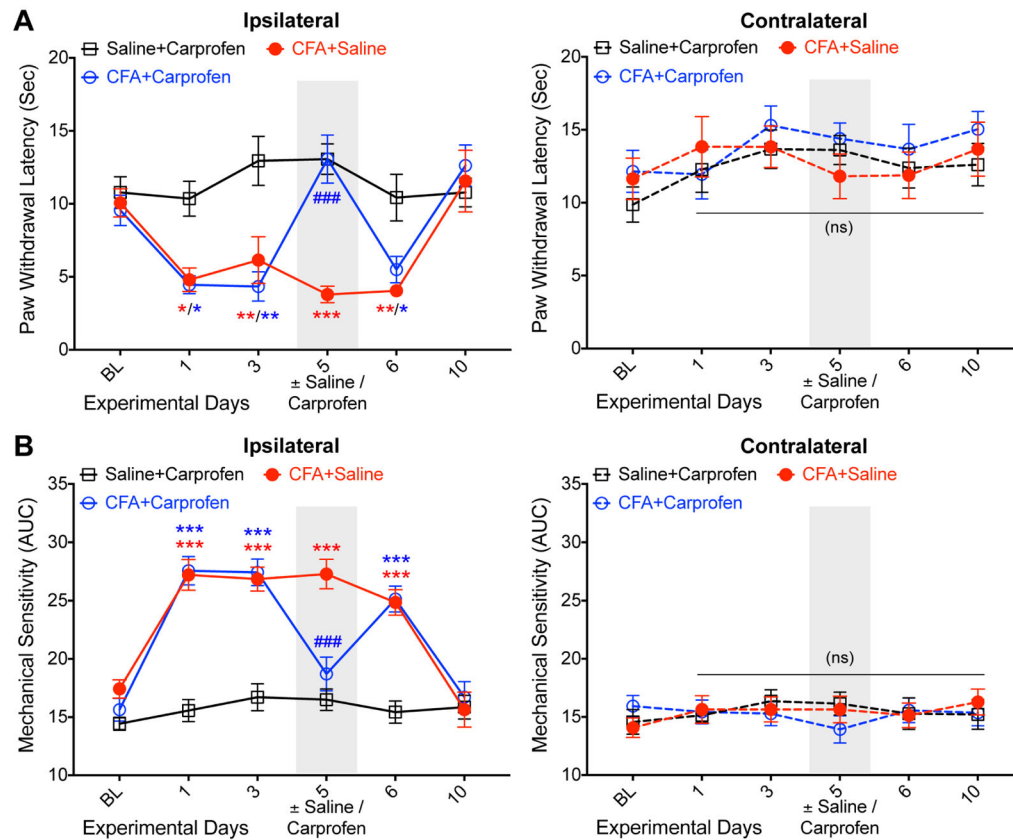 A
Ipsilateral
Saline+Carprofen
CFA+Saline
CFA+Carprofen
Paw Withdrawal Latency (Sec)
20
15
10
5
0
###
*/*
**/**
***
**/*
BL
1
3
5
6
10
± Saline /
Experimental Days
Carprofen
Contralateral
Saline+Carprofen
CFA+Saline
CFA+Carprofen
Paw Withdrawal Latency (Sec)
20
15
10
5
0
(ns)
BL
1
3
5
6
10
± Saline /
Experimental Days
Carprofen
B
Ipsilateral
Saline+Carprofen
CFA+Saline
CFA+Carprofen
Mechanical Sensitivity (AUC)
35
30
25
20
15
10
***
***
***
***
***
***
***
###
BL
1
3
5
6
10
± Saline /
Experimental Days
Carprofen
Contralateral
Saline+Carprofen
CFA+Saline
CFA+Carprofen
Mechanical Sensitivity (AUC)
35
30
25
20
15
10
(ns)
BL
1
3
5
6
10
± Saline /
Experimental Days
Carprofen